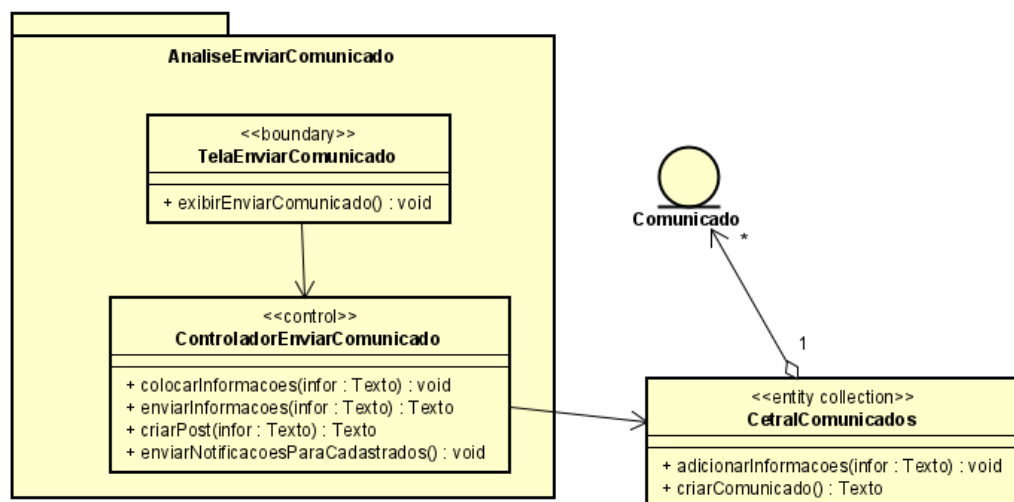 AnaliseEnviarComunicado
<<boundary>>
TelaEnviarComunicado
+ exibirEnviarComunicado() : void
<<control>>
ControladorEnviarComunicado
+ colocarInformacoes(infor : Texto) : void
+ enviarInformacoes(infor : Texto) : Texto
+ criarPost(infor : Texto) : Texto
+ enviarNotificacoesParaCadastrados() : void
Comunicado
*
1
<<entity collection>>
CetralComunicados
+ adicionarInformacoes(infor : Texto) : void
+ criarComunicado() : Texto